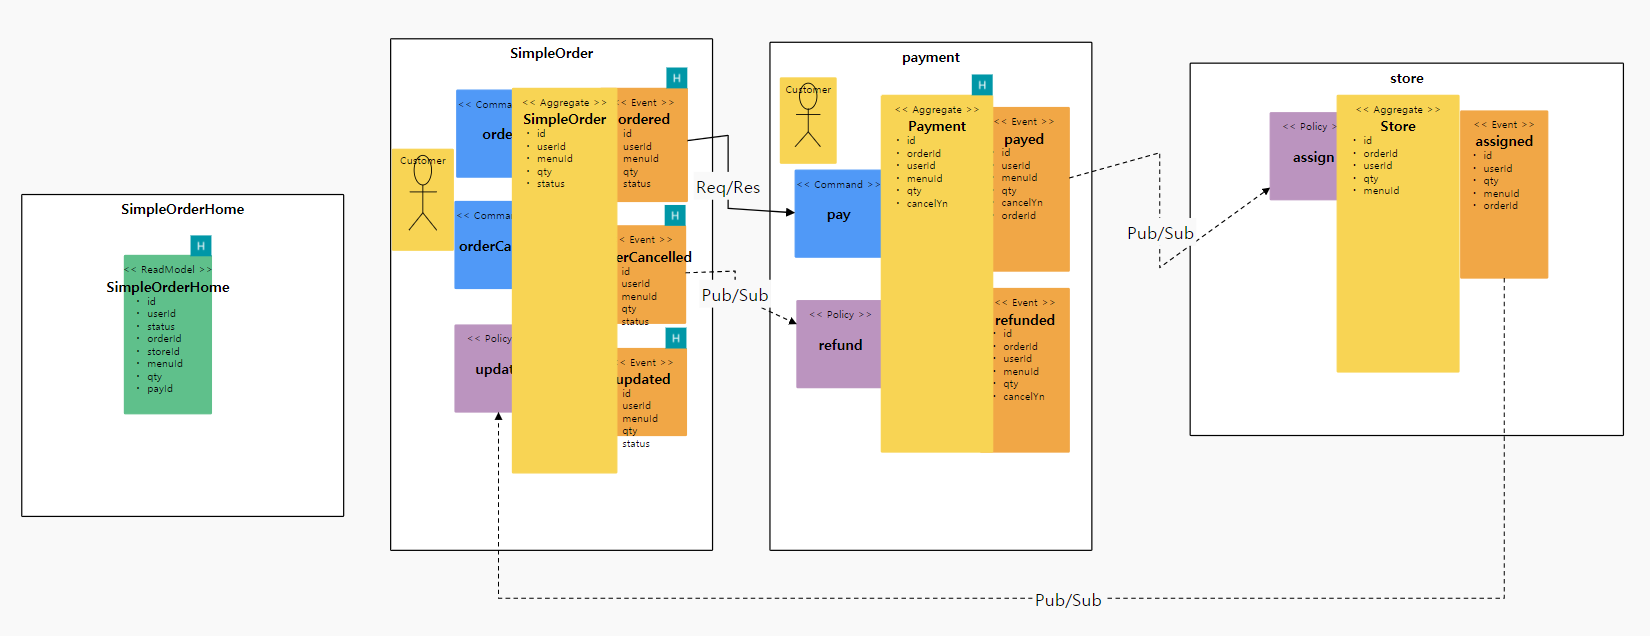 SimpleOrderHome
H
<< ReadModel >>
SimpleOrderHome
· id
· userId
· status
· orderId
· storeId
· menuId
· qty
· payId
SimpleOrder
Customer
<< Comma
orde
<< Comma
orderCa
<< Policy
updat
<< Aggregate >>
SimpleOrder
· id
· userId
· menuId
· qty
· status
H
< Event >>
ordered
id
userId
menuId
qty
status
H
< Event >>
erCancelled
id
userId
menuId
qty
status
H
< Event >>
updated
id
userId
menuId
qty
status
Req/Res
Pub/Sub
payment
Customer
<< Command >>
pay
<< Policy >>
refund
H
<< Aggregate >>
Payment
· id
· orderId
· userId
· menuId
· qty
· cancelYn
<< Event >>
payed
id
userId
menuId
qty
cancelYn
orderId
<< Event >>
refunded
· id
· orderId
· userId
· menuId
· qty
· cancelYn
Pub/Sub
store
<< Policy >
assign
<< Aggregate >>
Store
· id
· orderId
· userId
· qty
· menuId
<< Event >>
assigned
· id
· userId
· qty
· menuId
· orderId
Pub/Sub